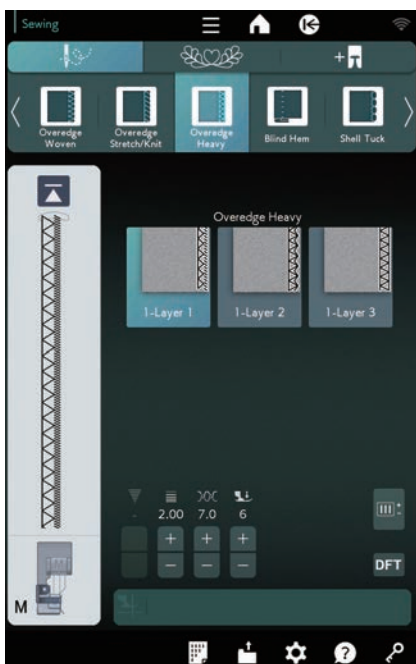 Sewing
Overedge
Woven
Overedge
Stretch/Knit
Overedge
Heavy
Blind Hem
Shell Tuck
Overedge Heavy
1-Layer 1
1-Layer 2
1-Layer 3
- 2.00 7.0 6
+ + +
- - -
DFT
M
?